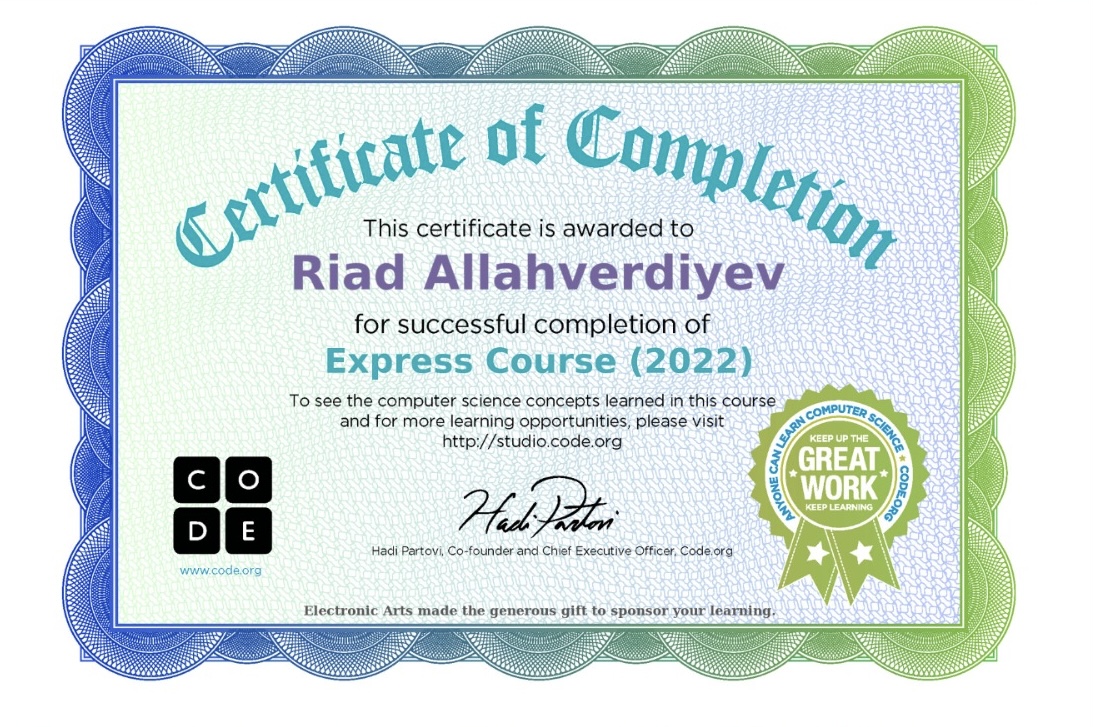 Certificate of Completion
This certificate is awarded to
Riad Allahverdiyev
for successful completion of
Express Course (2022)
To see the computer science concepts learned in this course
and for more learning opportunities, please visit
http://studio.code.org
C O
D E
www.code.org
Hadi Partovi
Hadi Partovi, Co-founder and Chief Executive Officer, Code.org
ANYONE CAN LEARN COMPUTER SCIENCE ★ CODE.ORG
KEEP UP THE
GREAT
WORK
KEEP LEARNING
Electronic Arts made the generous gift to sponsor your learning.